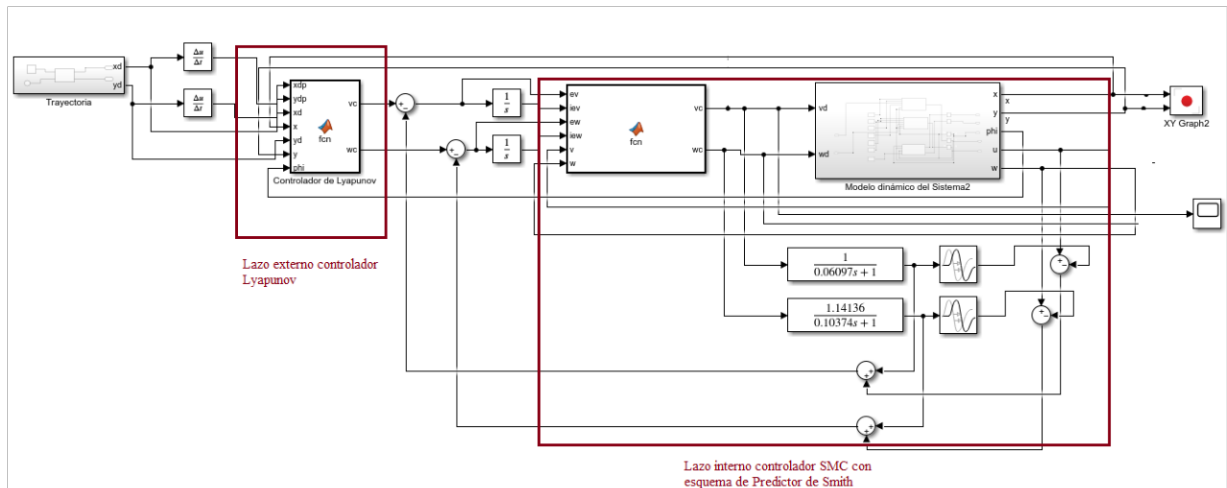 xd
yd
Trayectoria
Δu
Δt
Δu
Δt
xdp
ydp
xd
x
yd
y
phi
fcn
vc
wc
Controlador de Lyapunov
+
−
+
−
1
s
1
s
ev
iev
ew
iew
v
w
fcn
vc
wc
vd
wd
x
y
phi
u
w
Modelo dinámico del Sistema2
x
y
XY Graph2
Lazo externo controlador
Lyapunov
1
0.06097s + 1
1.14136
0.10374s + 1
+
−
+
−
+
+
+
+
Lazo interno controlador SMC con
esquema de Predictor de Smith